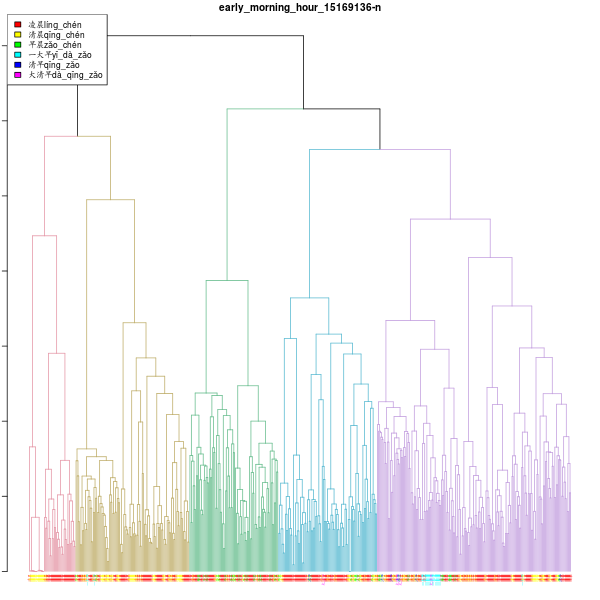 early_morning_hour_15169136-n
凌晨líng_chén
清晨qīng_chén
早晨zǎo_chén
一大早yī_dà_zǎo
清早qīng_zǎo
大清早dà_qīng_zǎo